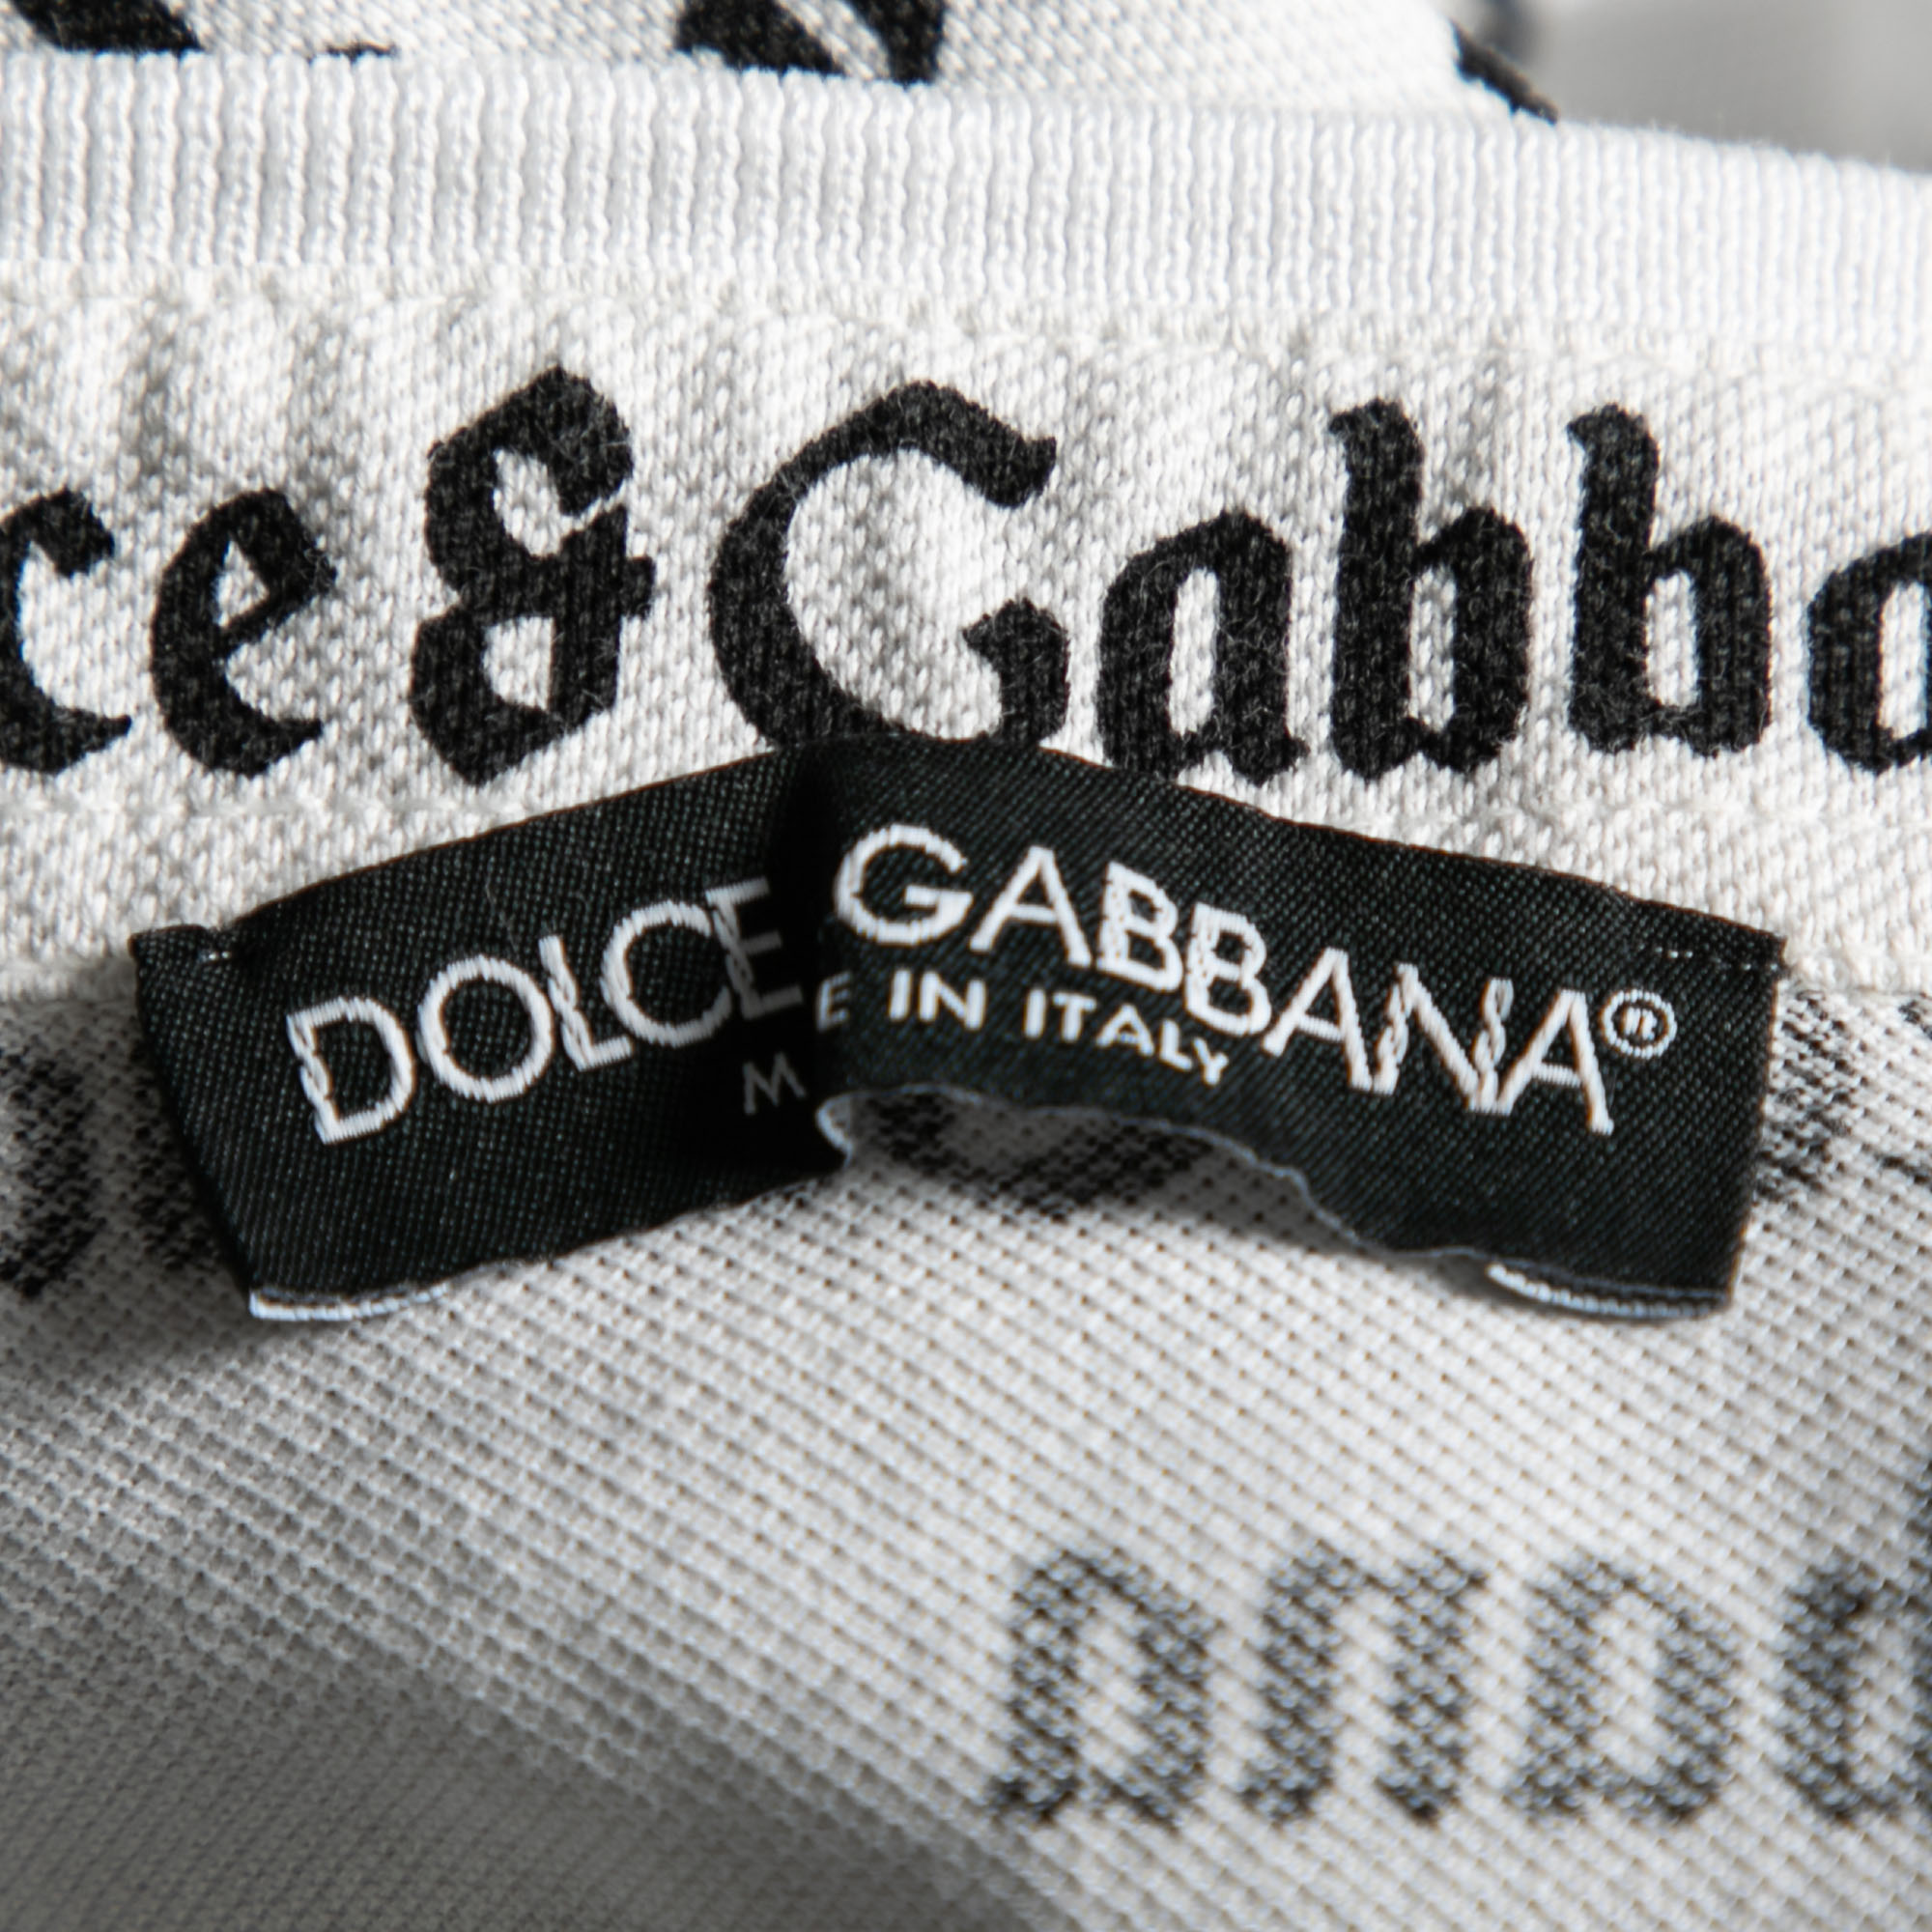 ce & Gabba
DOLCE GABBANA®
M E IN ITALY